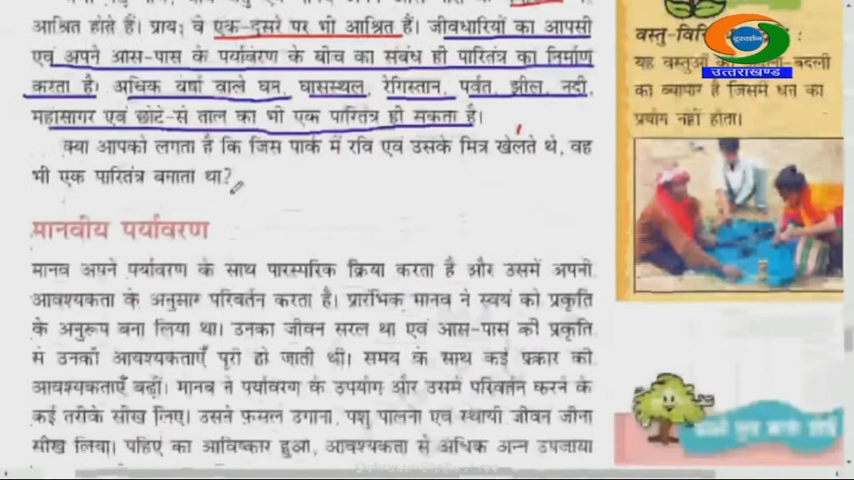 आश्रित होते हैं। प्रायः वे एक-दूसरे पर भी आश्रित हैं। जीवधारियों का आपसी
एवं अपने आस-पास के पर्यावरण के बीच का संबंध ही पारितंत्र का निर्माण
करता है। अधिक वर्षा वाले वन, घासस्थल, रेगिस्तान, पर्वत, झील, नदी,
महासागर एवं छोटे-से ताल का भी एक पारितंत्र हो सकता है।
क्या आपको लगता है कि जिस पार्क में रवि एवं उसके मित्र खेलते थे, वह
भी एक पारितंत्र बनाता था?
मानवीय पर्यावरण
मानव अपने पर्यावरण के साथ पारस्परिक क्रिया करता है और उसमें अपनी
आवश्यकता के अनुसार परिवर्तन करता है। प्रारंभिक मानव ने स्वयं को प्रकृति
के अनुरूप बना लिया था। उनका जीवन सरल था एवं आस-पास की प्रकृति
से उनकी आवश्यकताएँ पूरी हो जाती थीं। समय के साथ कई प्रकार की
आवश्यकताएँ बढ़ीं। मानव ने पर्यावरण के उपयोग और उसमें परिवर्तन करने के
कई तरीके सीख लिए। उसने फ़सल उगाना, पशु पालना एवं स्थायी जीवन जीना
सीख लिया। पहिए का आविष्कार हुआ, आवश्यकता से अधिक अन्न उपजाया
वस्तु-विनि
यह वस्तुओं
बदली
का व्यापार है जिसमें धन का
प्रयोग नहीं होता।
दूरदर्शन
उत्तराखण्ड